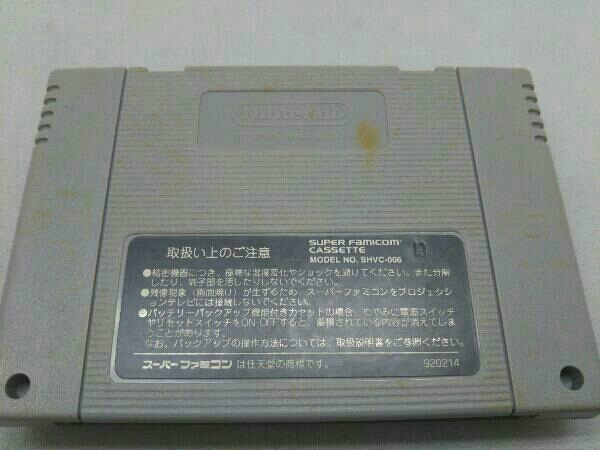 Nintendo
取扱い上のご注意
SUPER FAMICOM
CASSETTE
MODEL NO. SHVC-006
●精密機器につき、極端な温度変化やショックを避けてください。また分解
したり、端子部を汚したりしないでください。
●残像現象(画面焼け)が生ずるため、スーパーファミコンをプロジェクシ
ョンテレビには接続しないでください。
●バッテリーバックアップ機能付きカセットの場合、むやみに電源スイッチ
やリセットスイッチをON・OFFすると、蓄積されている内容が消えてしま
うことがあります。
なお、バックアップの操作方法については、取扱説明書をご参照ください。
スーパーファミコンは任天堂の商標です。
920214